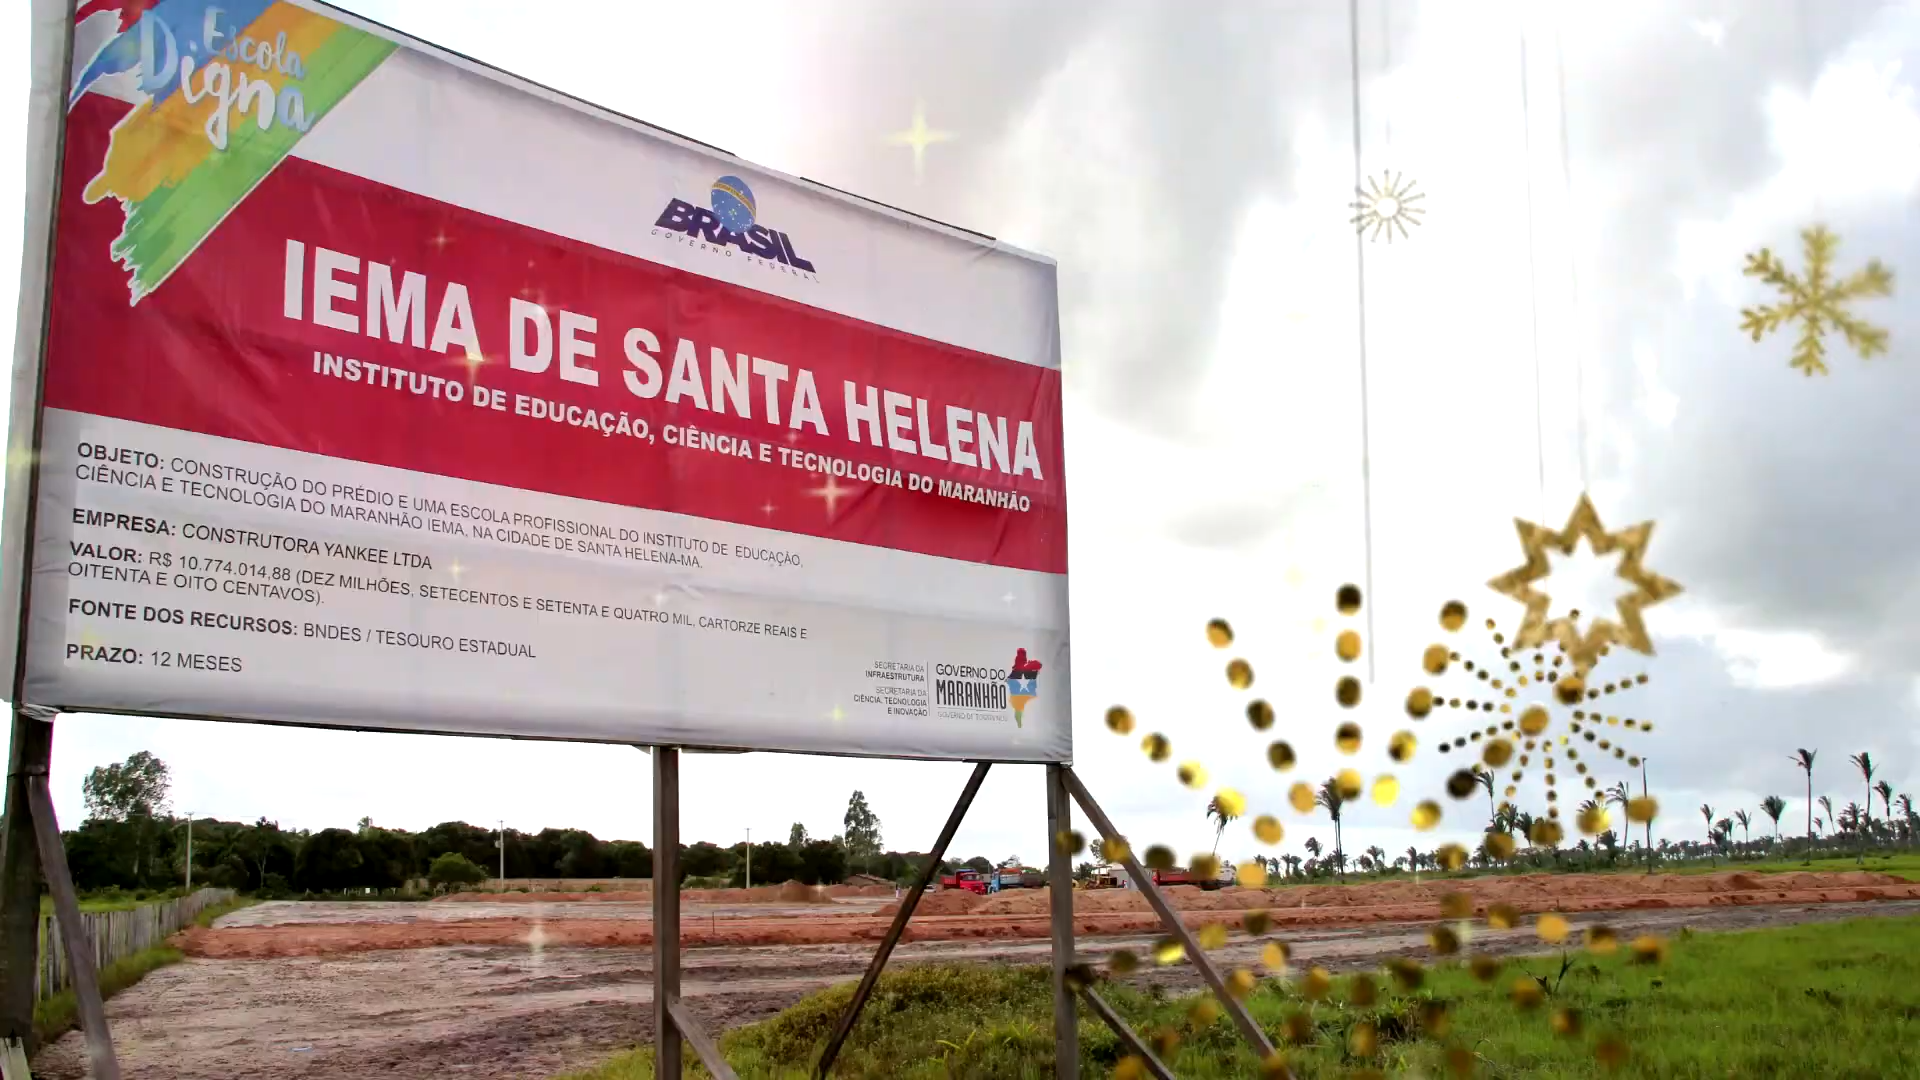 Escola
Digna
BRASIL
GOVERNO FEDERAL
IEMA DE SANTA HELENA
INSTITUTO DE EDUCAÇÃO, CIÊNCIA E TECNOLOGIA DO MARANHÃO
OBJETO: CONSTRUÇÃO DO PRÉDIO E UMA ESCOLA PROFISSIONAL DO INSTITUTO DE EDUCAÇÃO,
CIÊNCIA E TECNOLOGIA DO MARANHÃO IEMA, NA CIDADE DE SANTA HELENA-MA.
EMPRESA: CONSTRUTORA YANKEE LTDA
VALOR: R$ 10.774.014,88 (DEZ MILHÕES, SETECENTOS E SETENTA E QUATRO MIL, CARTORZE REAIS E
OITENTA E OITO CENTAVOS).
FONTE DOS RECURSOS: BNDES / TESOURO ESTADUAL
PRAZO: 12 MESES
SECRETARIA DA
INFRAESTRUTURA
SECRETARIA DA
CIÊNCIA, TECNOLOGIA
E INOVAÇÃO
GOVERNO DO
MARANHÃO
GOVERNO DE TODOS NÓS